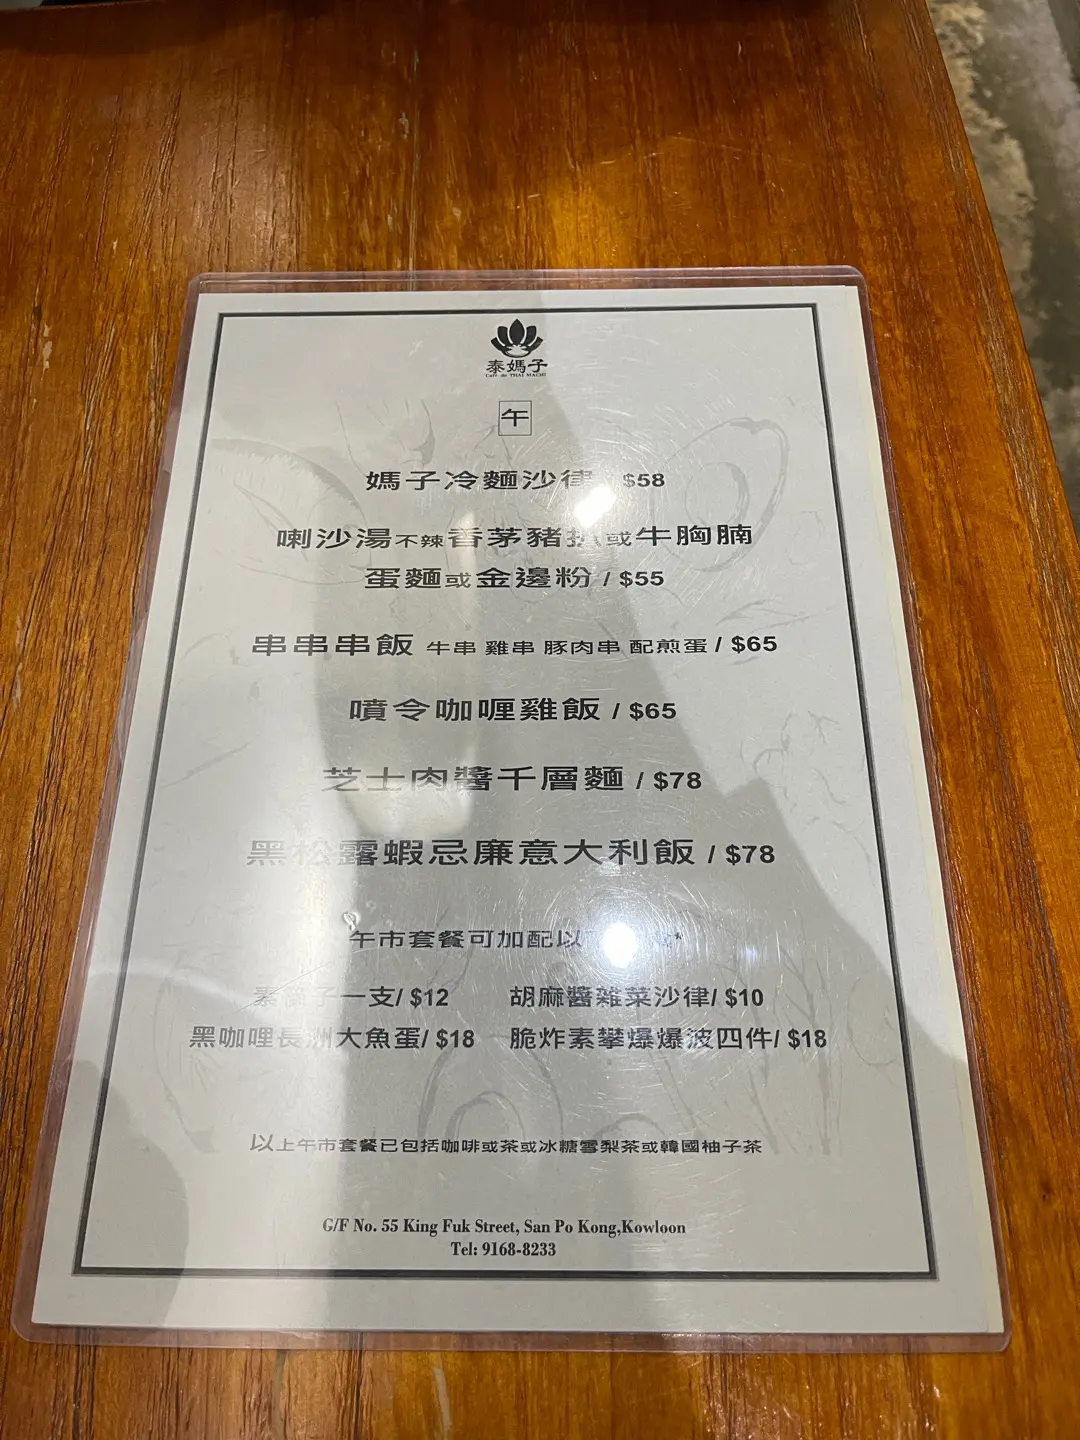 泰媽子
Café de THAI MACHI
午
媽子冷麵沙律 $58
喇沙湯不辣香茅豬扒或牛胸腩
蛋麵或金邊粉 / $55
串串串飯 牛串 雞串 豚肉串 配煎蛋 / $65
噴令咖喱雞飯 / $65
芝士肉醬千層麵 / $78
黑松露蝦忌廉意大利飯 / $78
午市套餐可加配以
一支/ $12 胡麻醬雜菜沙律/ $10
黑咖哩長洲大魚蛋/ $18 脆炸素攀爆爆波四件/ $18
以上午市套餐已包括咖啡或茶或冰糖雪梨茶或韓國柚子茶
G/F No. 55 King Fuk Street, San Po Kong,Kowloon
Tel: 9168-8233